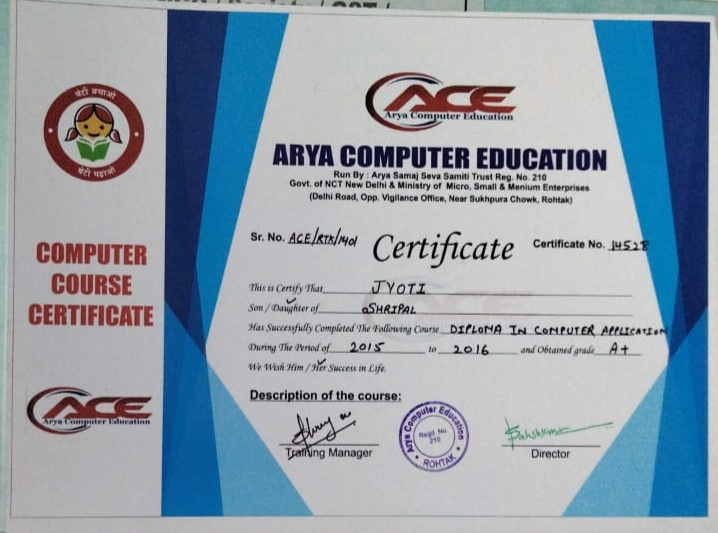 बेटी बचाओ
बेटी पढ़ाओ
COMPUTER
COURSE
CERTIFICATE
ACE
Arya Computer Education
ACE
Arya Computer Education
ARYA COMPUTER EDUCATION
Run By : Arya Samaj Seva Samiti Trust Reg. No. 210
Govt. of NCT New Delhi & Ministry of Micro, Small & Menium Enterprises
(Delhi Road, Opp. Vigilance Office, Near Sukhpura Chowk, Rohtak)
Sr. No. ACE/RTK/1401 Certificate Certificate No. 14528
This is Certify That JYOTI
Son / Daughter of SHRIPAL
Has Successfully Completed The Following Course DIPLOMA IN COMPUTER APPLICATION
During The Period of 2015 to 2016 and Obtained grade A+
We Wish Him / Her Success in Life.
Description of the course:
Arya Computer Education
Regd. No.
210
ROHTAK
Training Manager Director